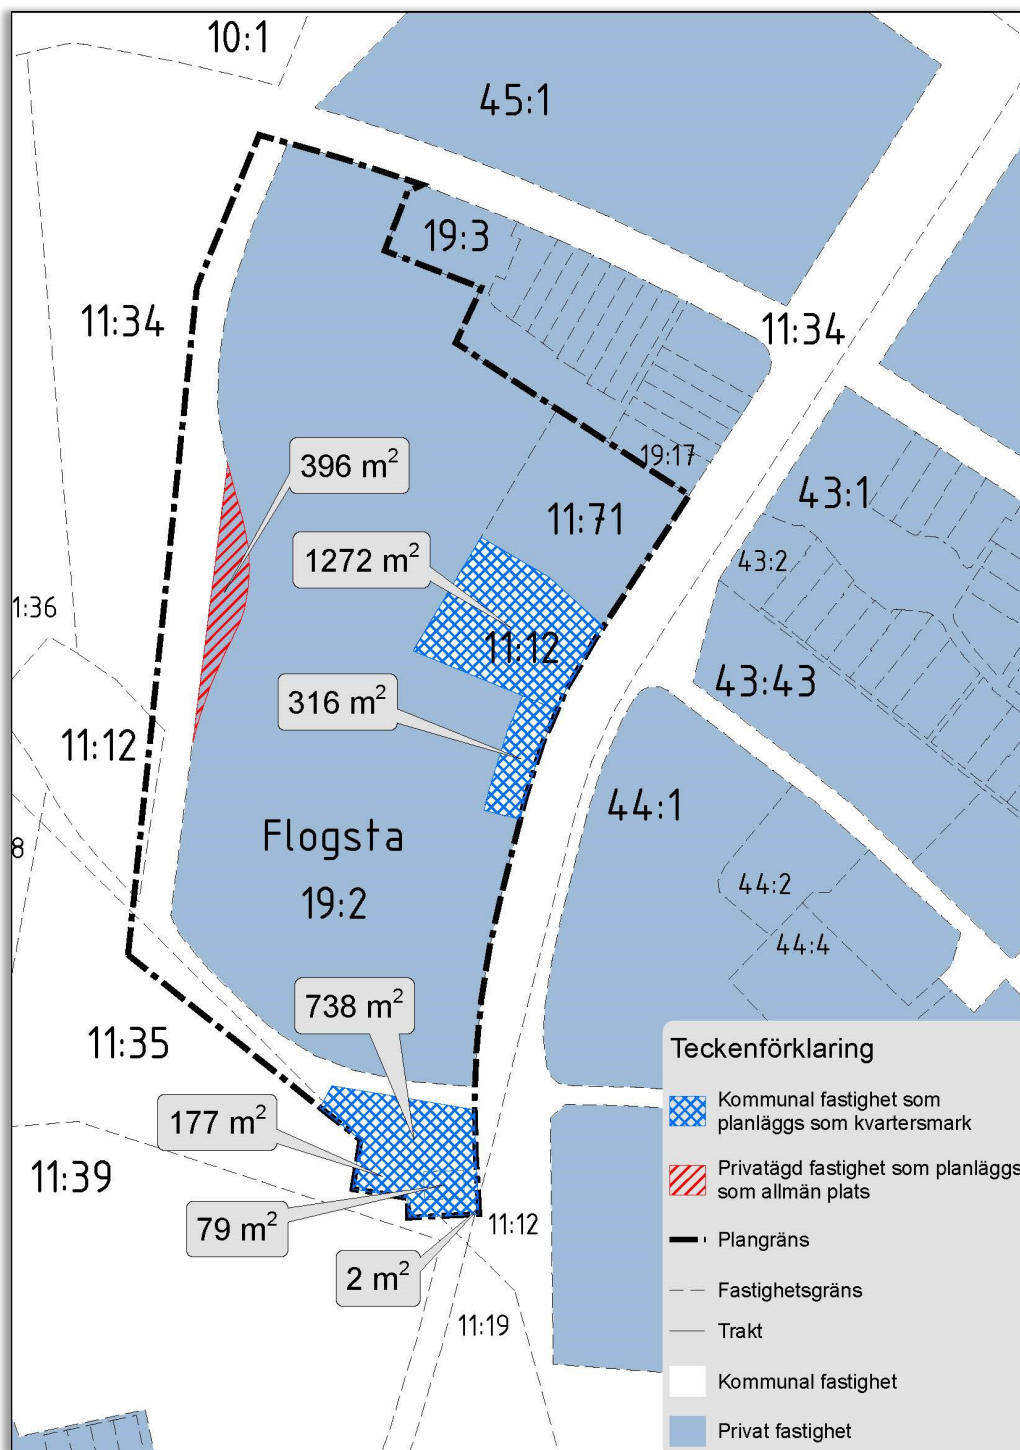 10:1
45:1
19:3
11:34
11:34
396 m²
19:17
43:1
11:71
1272 m²
43:2
1:36
11:12
43:43
316 m²
11:12
44:1
Flogsta
8
44:2
19:2
44:4
738 m²
11:35
177 m²
11:39
79 m²
11:12
2 m²
11:19
Teckenförklaring
Kommunal fastighet som
planläggs som kvartersmark
Privatägd fastighet som planläggs
som allmän plats
Plangräns
Fastighetsgräns
Trakt
Kommunal fastighet
Privat fastighet